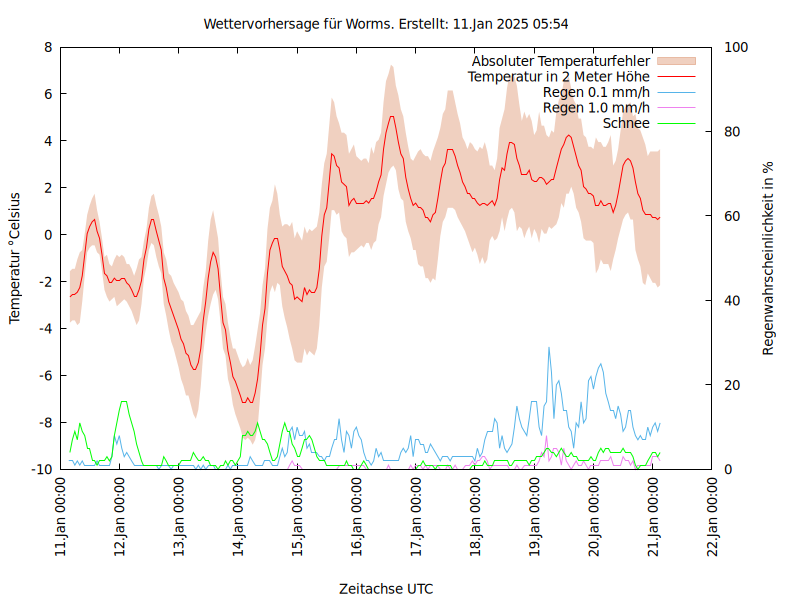 Wettervorhersage für Worms. Erstellt: 11.Jan 2025 05:54
Absoluter Temperaturfehler
Temperatur in 2 Meter Höhe
Regen 0.1 mm/h
Regen 1.0 mm/h
Schnee
Temperatur °Celsius
8
6
4
2
0
-2
-4
-6
-8
-10
100
80
60
40
20
0
Regenwahrscheinlichkeit in %
11.Jan 00:00
12.Jan 00:00
13.Jan 00:00
14.Jan 00:00
15.Jan 00:00
16.Jan 00:00
17.Jan 00:00
18.Jan 00:00
19.Jan 00:00
20.Jan 00:00
21.Jan 00:00
22.Jan 00:00
Zeitachse UTC